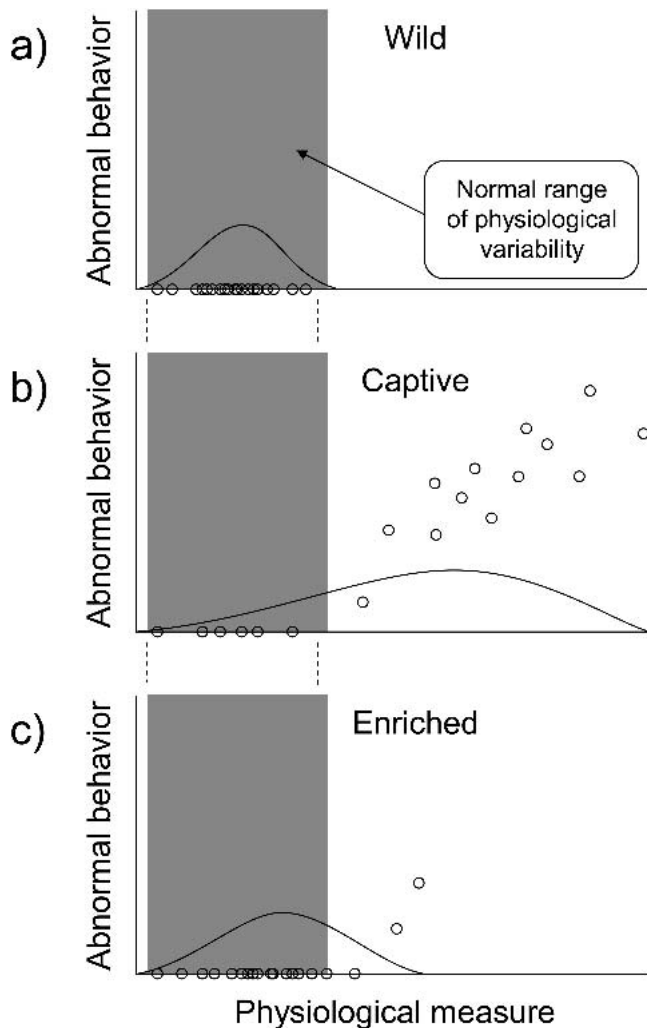 a)
Wild
Abnormal behavior
Normal range
of physiological
variability
b)
Captive
Abnormal behavior
c)
Enriched
Abnormal behavior
Physiological measure